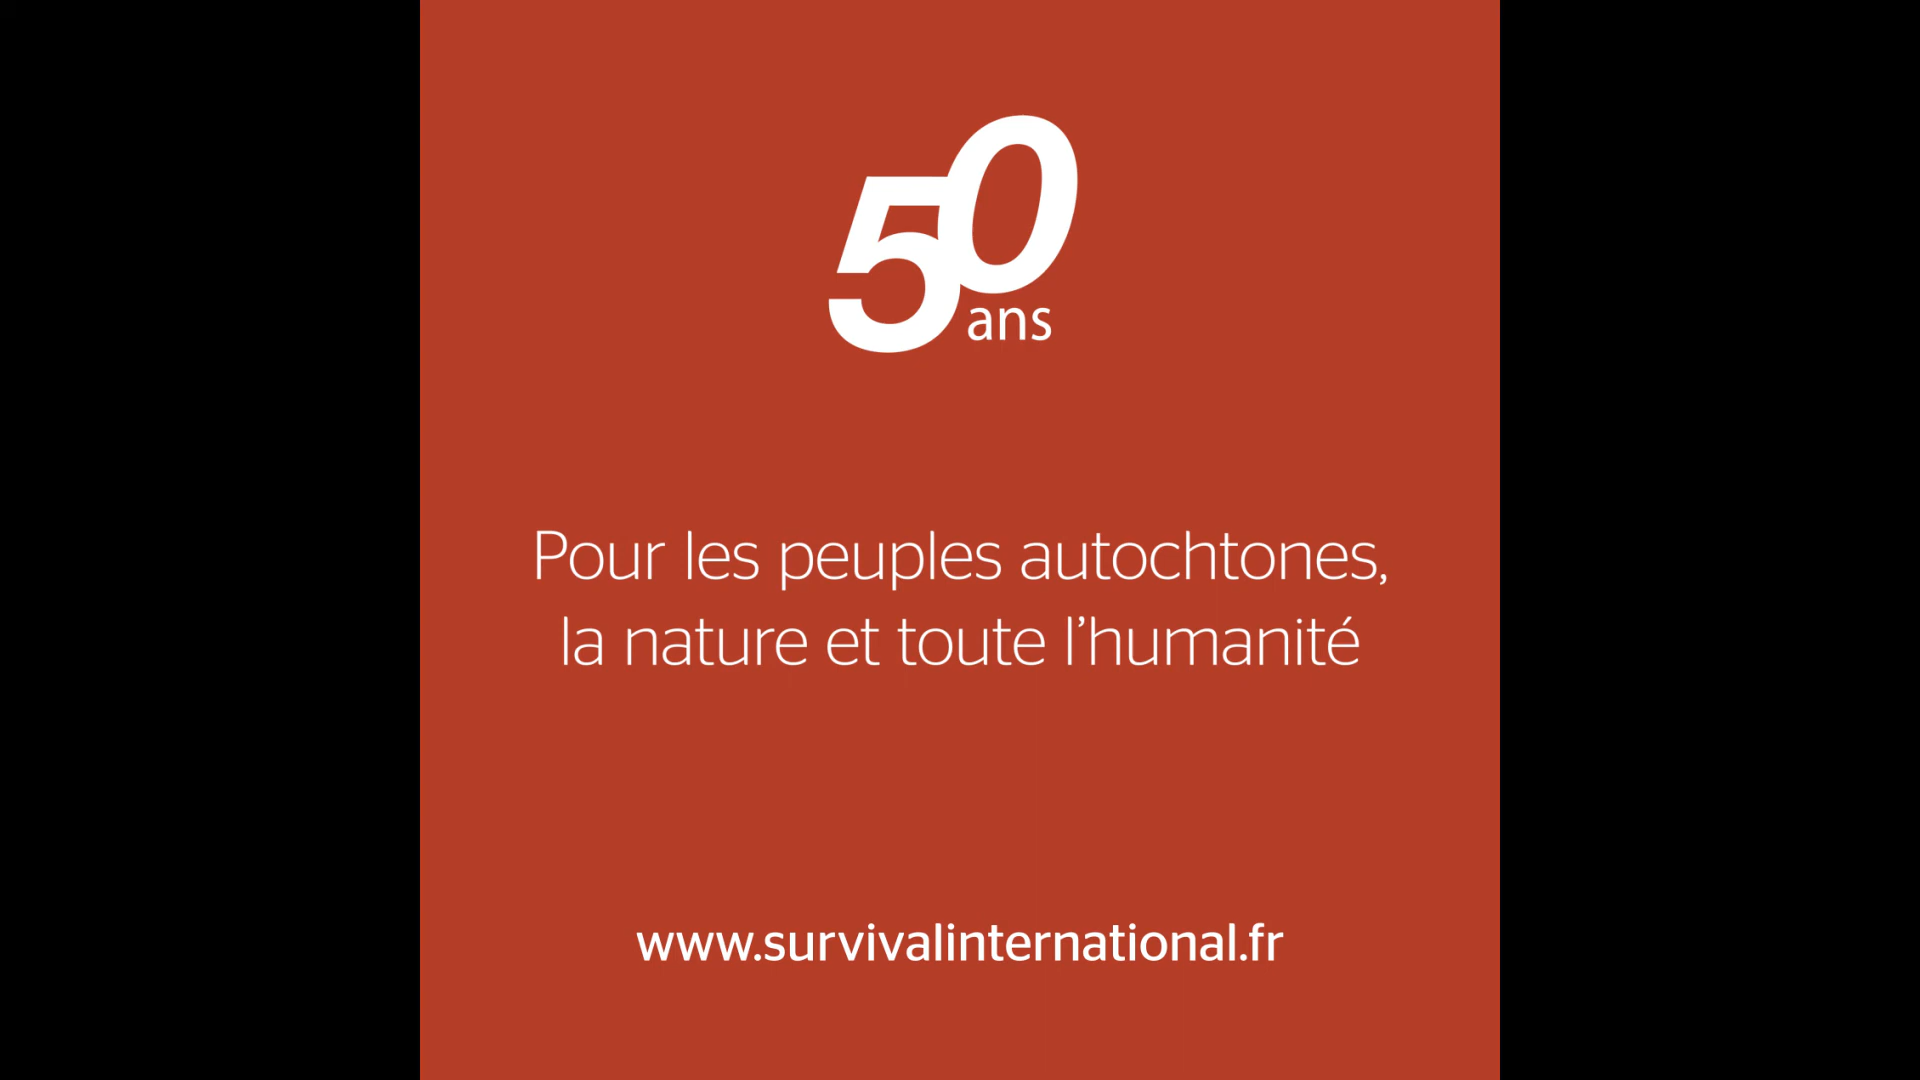 50
ans
Pour les peuples autochtones,
la nature et toute l’humanité
www.survivalinternational.fr